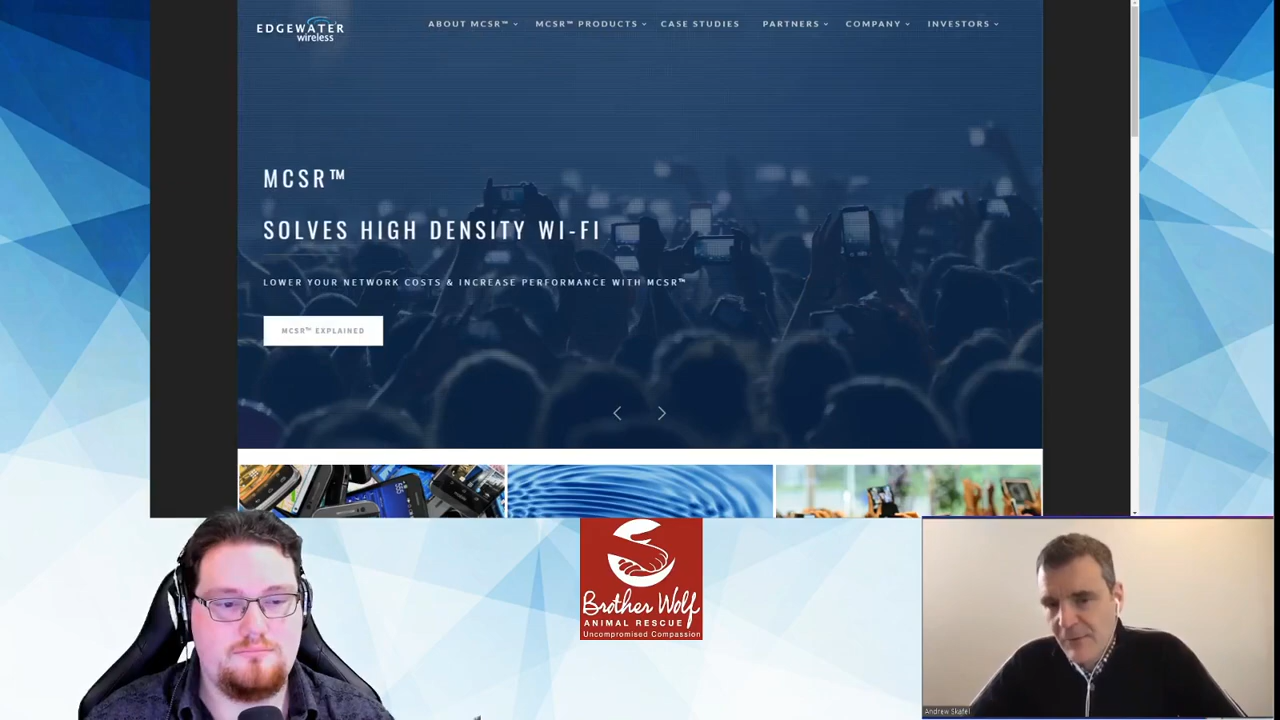 EDGEWATER
wireless
ABOUT MCSR™
MCSR™ PRODUCTS
CASE STUDIES
PARTNERS
COMPANY
INVESTORS
MCSR™
SOLVES HIGH DENSITY WI-FI
LOWER YOUR NETWORK COSTS & INCREASE PERFORMANCE WITH MCSR™
MCSR™ EXPLAINED
Brother Wolf
ANIMAL RESCUE
Uncompromised Compassion
Andrew Skafel